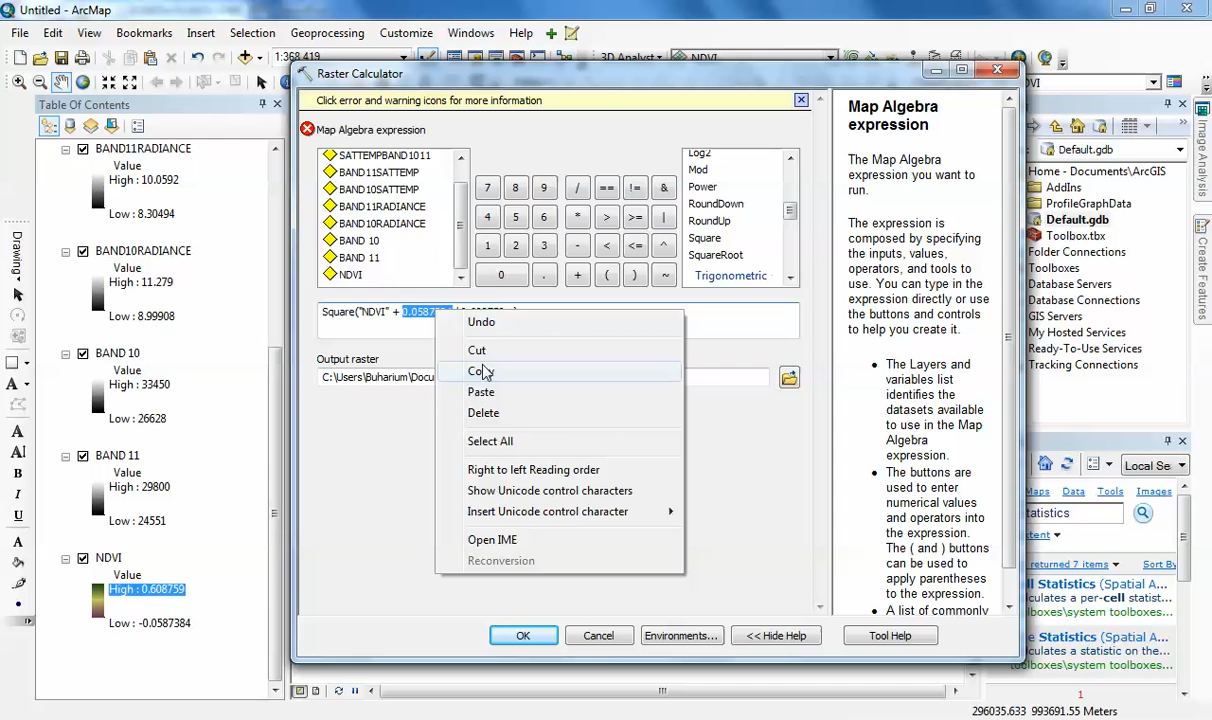 Untitled - ArcMap
File Edit View Bookmarks Insert Selection Geoprocessing Customize Windows Help
1:368,419
3D Analyst
NDVI
Table Of Contents
BAND11RADIANCE
Value
High : 10.0592
Low : 8.30494
BAND10RADIANCE
Value
High : 11.279
Low : 8.99908
BAND 10
Value
High : 33450
Low : 26628
BAND 11
Value
High : 29800
Low : 24551
NDVI
Value
High : 0.608759
Low : -0.0587384
Drawing
A
A
A
B
I
U
A
A
Raster Calculator
Click error and warning icons for more information
Map Algebra expression
SATTEMPBAND1011
BAND11SATTEMP
BAND10SATTEMP
BAND11RADIANCE
BAND10RADIANCE
BAND 10
BAND 11
NDVI
7 8 9 / == != &
4 5 6 * > >= |
1 2 3 - < <= ^
0 . + ( ) ~
Log2
Mod
Power
RoundDown
RoundUp
Square
SquareRoot
Trigonometric
Square("NDVI" +
Output raster
C:\Users\Buharium\Docu
Undo
Cut
Copy
Paste
Delete
Select All
Right to left Reading order
Show Unicode control characters
Insert Unicode control character
Open IME
Reconversion
OK
Cancel
Environments...
<< Hide Help
Tool Help
Map Algebra
expression
The Map Algebra
expression you want to
run.
The expression is
composed by specifying
the inputs, values,
operators, and tools to
use. You can type in the
expression directly or use
the buttons and controls
to help you create it.
The Layers and
variables list
identifies the
datasets available
to use in the Map
Algebra
expression.
The buttons are
used to enter
numerical values
and operators into
the expression.
The ( and ) buttons
can be used to
apply parentheses
to the expression.
A list of commonly
Default.gdb
Home - Documents\ArcGIS
AddIns
ProfileGraphData
Default.gdb
Toolbox.tbx
Folder Connections
Toolboxes
Database Servers
Database Connections
GIS Servers
My Hosted Services
Ready-To-Use Services
Tracking Connections
Image Analysis
Create Features
Local Se
Maps Data Tools Images
tatistics
xtent
returned 7 items
Sort By
ll Statistics (Spatial A
lculates a per-cell statist...
olboxes\system toolboxes\
e Statistics (Spatial A
lculates a statistic on the...
olboxes\system toolboxes\
1
296035.633 993691.55 Meters